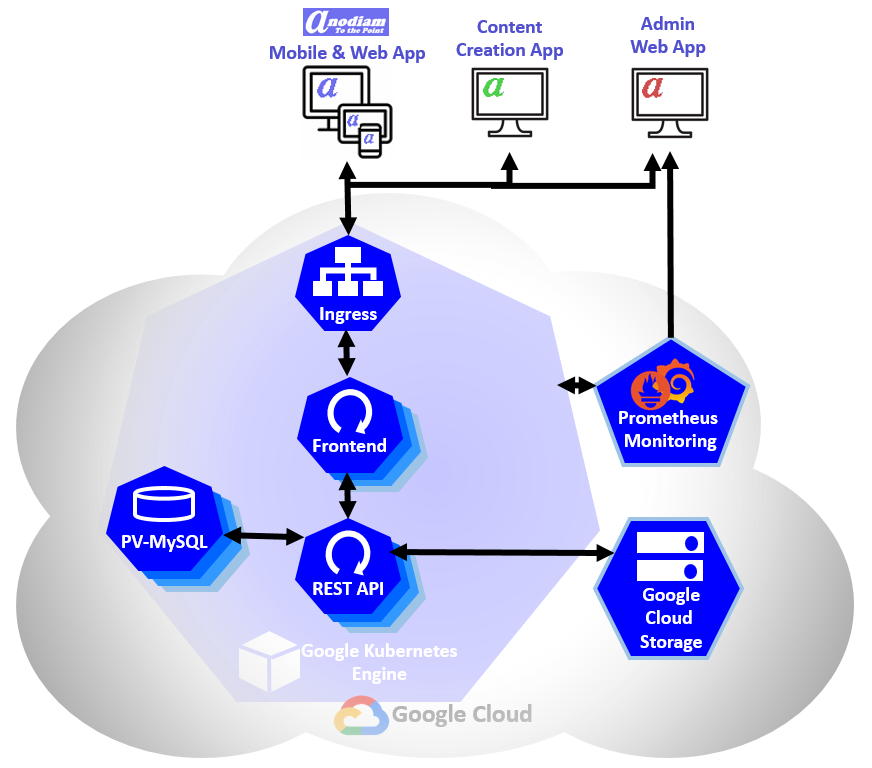 anodiam
To the Point
Mobile & Web App
Content
Creation App
Admin
Web App
a
a
a
a
a
Ingress
Frontend
Prometheus
Monitoring
PV-MySQL
REST API
Google
Cloud
Storage
Google Kubernetes
Engine
Google Cloud